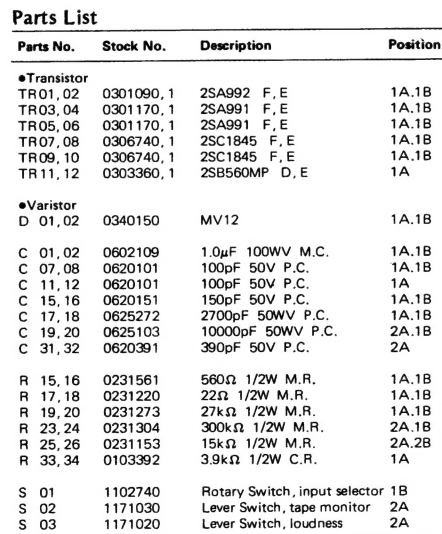 Parts List
Parts No. Stock No. Description Position
●Transistor
TR01,02 0301090,1 2SA992 F,E 1A.1B
TR03,04 0301170,1 2SA991 F,E 1A.1B
TR05,06 0301170,1 2SA991 F,E 1A.1B
TR07,08 0306740,1 2SC1845 F,E 1A.1B
TR09,10 0306740,1 2SC1845 F,E 1A.1B
TR11,12 0303360,1 2SB560MP D,E 1A
●Varistor
D 01,02 0340150 MV12 1A.1B
C 01,02 0602109 1.0μF 100WV M.C. 1A.1B
C 07,08 0620101 100pF 50V P.C. 1A.1B
C 11,12 0620101 100pF 50V P.C. 1A
C 15,16 0620151 150pF 50V P.C. 1A.1B
C 17,18 0625272 2700pF 50WV P.C. 1A.1B
C 19,20 0625103 10000pF 50WV P.C. 2A.1B
C 31,32 0620391 390pF 50V P.C. 2A
R 15,16 0231561 560Ω 1/2W M.R. 1A.1B
R 17,18 0231220 22Ω 1/2W M.R. 1A.1B
R 19,20 0231273 27kΩ 1/2W M.R. 1A.1B
R 23,24 0231304 300kΩ 1/2W M.R. 2A.1B
R 25,26 0231153 15kΩ 1/2W M.R. 2A.2B
R 33,34 0103392 3.9kΩ 1/2W C.R. 1A
S 01 1102740 Rotary Switch, input selector 1B
S 02 1171030 Lever Switch, tape monitor 2A
S 03 1171020 Lever Switch, loudness 2A